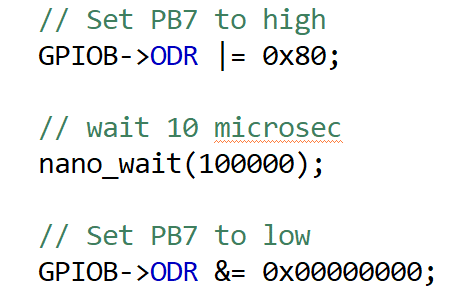 // Set PB7 to high
GPIOB->ODR |= 0x80;
// wait 10 microsec
nano_wait(100000);
// Set PB7 to low
GPIOB->ODR &= 0x00000000;